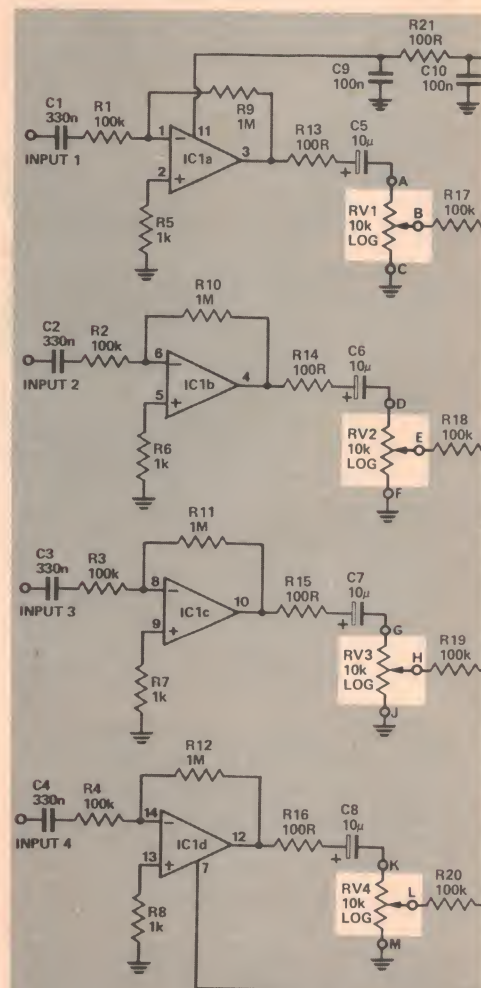 R21
100R
C9
100n
C10
100n
C1
330n
R1
100k
R9
1M
1
11
INPUT 1
IC1a
3
2
+
−
R13
100R
C5
10μ
+
A
R5
1k
RV1
10k
LOG
B
R17
100k
C
C2
330n
R2
100k
R10
1M
6
−
INPUT 2
IC1b
4
5
+
R14
100R
C6
10μ
+
D
R6
1k
RV2
10k
LOG
E
R18
100k
F
C3
330n
R3
100k
R11
1M
8
−
INPUT 3
IC1c
10
9
+
R15
100R
C7
10μ
+
G
R7
1k
RV3
10k
LOG
H
R19
100k
J
C4
330n
R4
100k
R12
1M
14
−
INPUT 4
IC1d
12
13
+
7
R16
100R
C8
10μ
+
K
R8
1k
RV4
10k
LOG
L
R20
100k
M